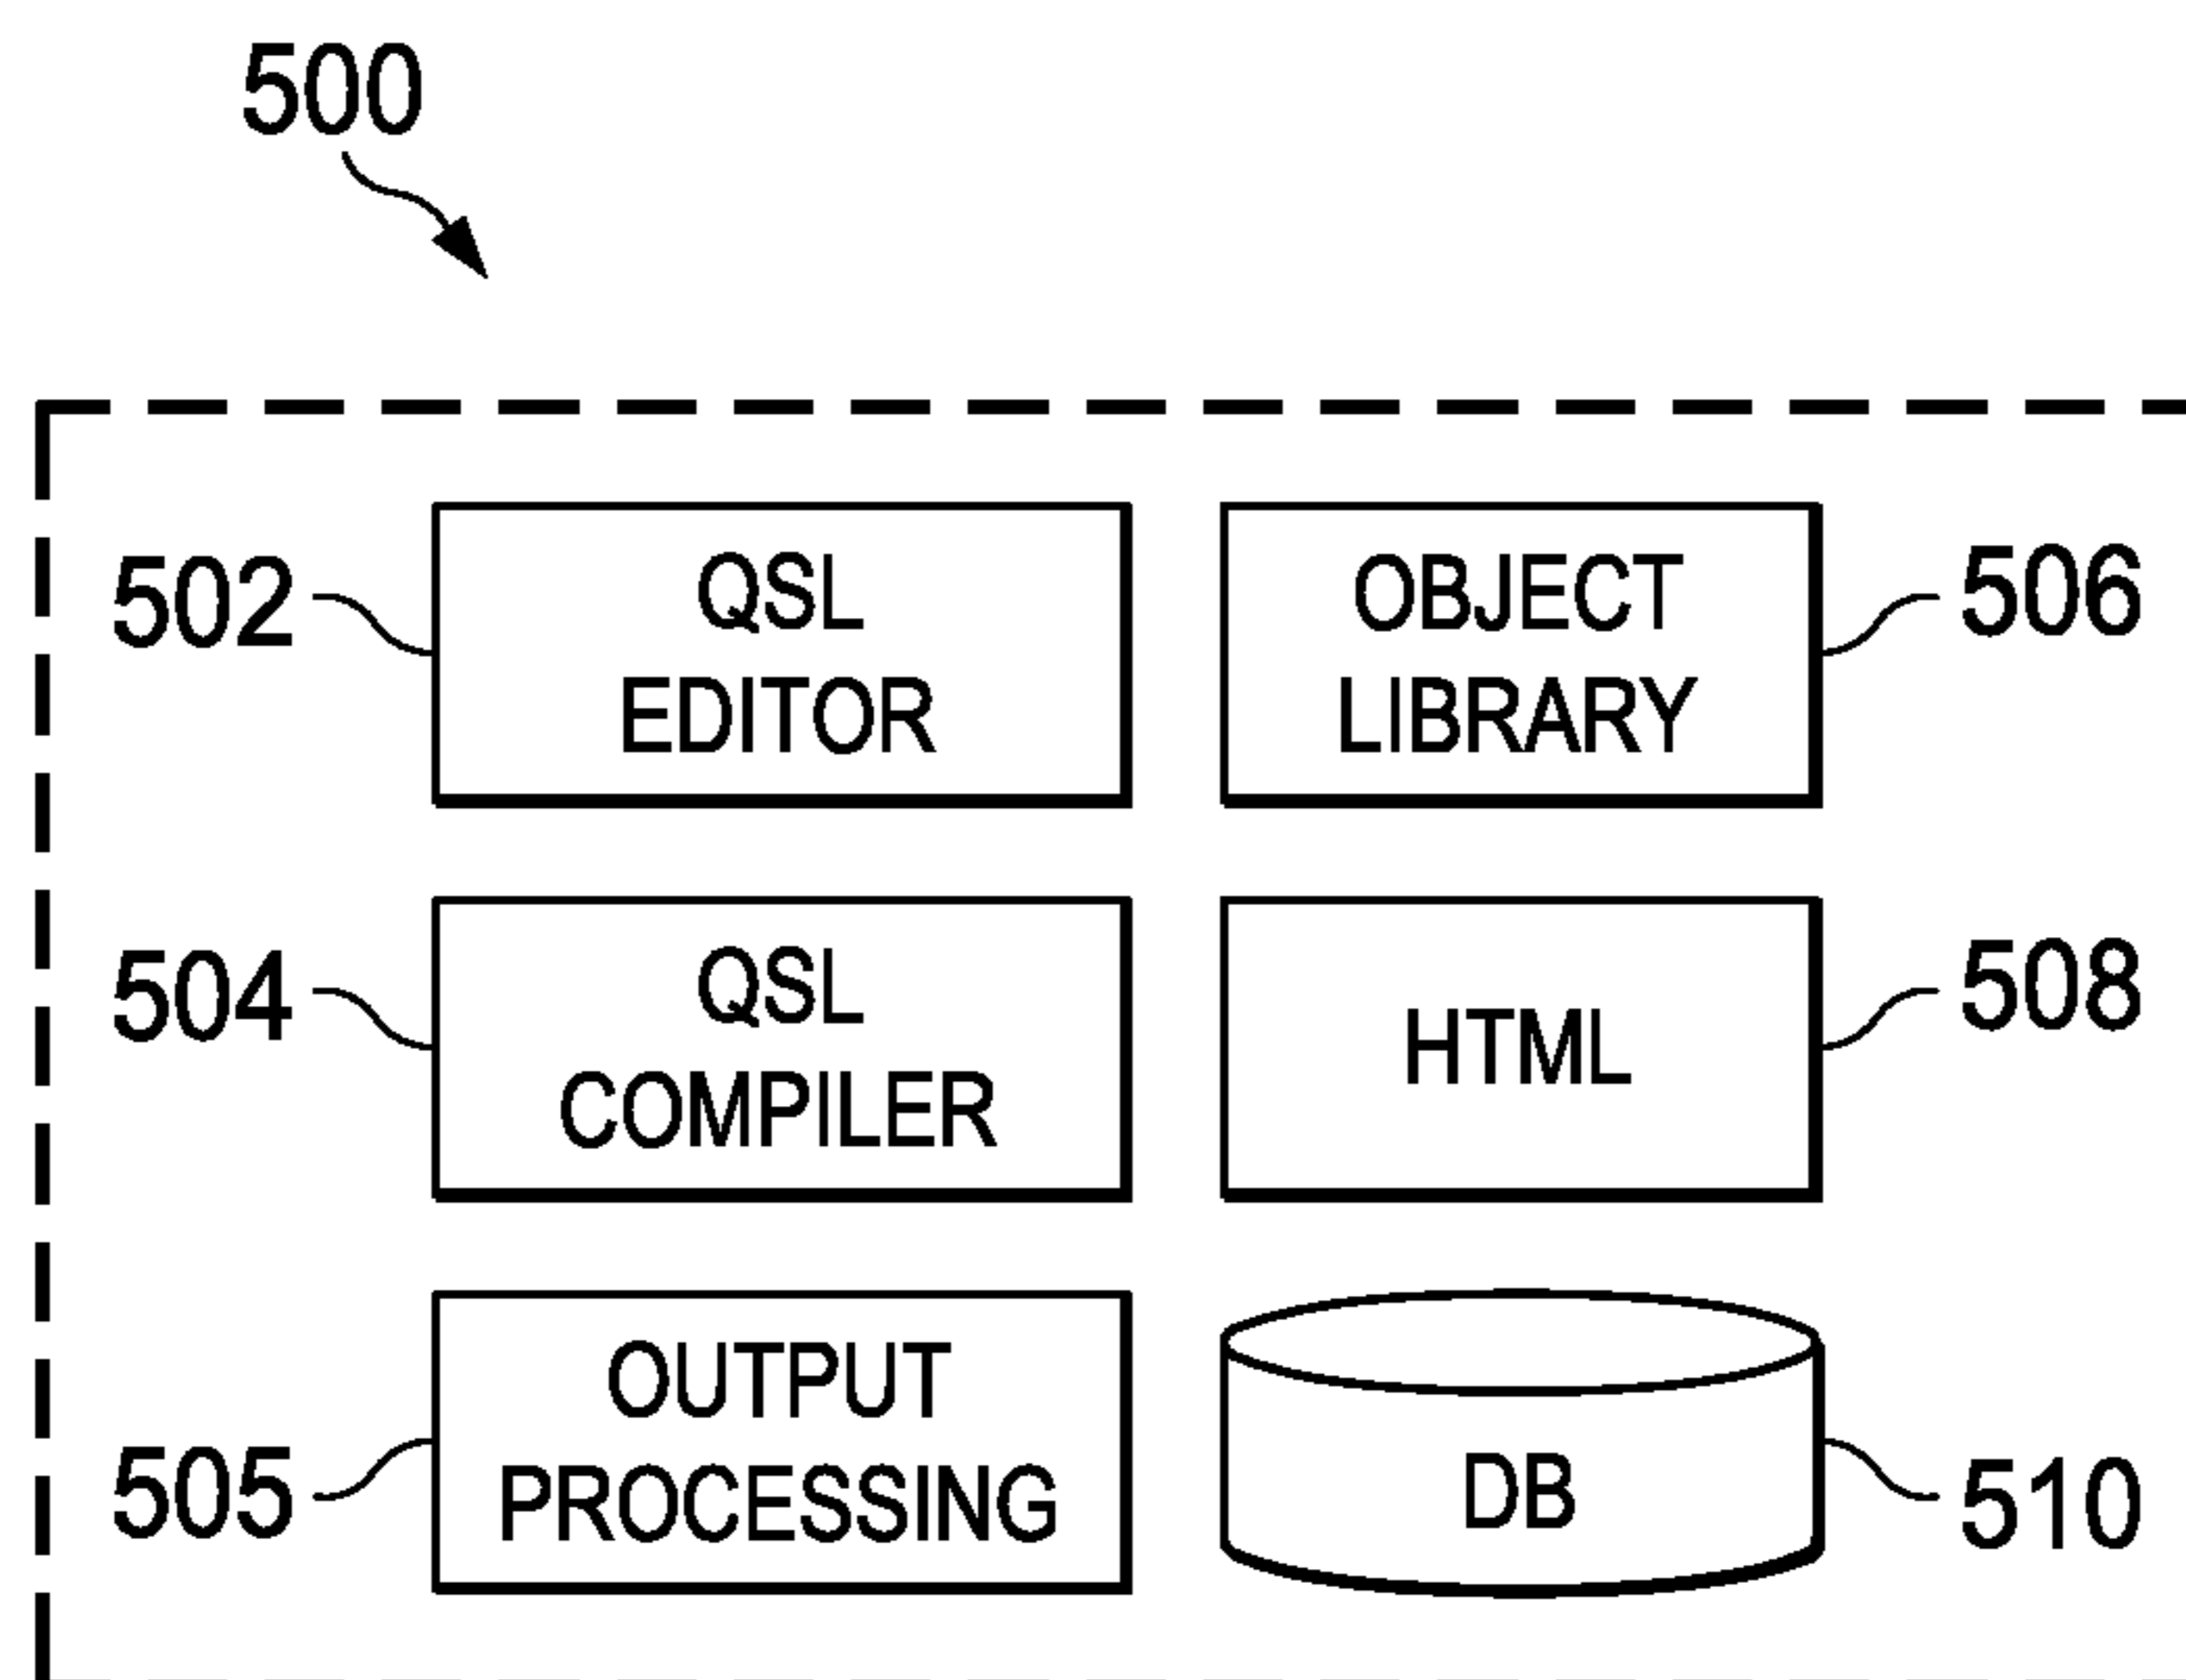 500
502
QSL
EDITOR
OBJECT
LIBRARY
506
504
QSL
COMPILER
HTML
508
505
OUTPUT
PROCESSING
DB
510